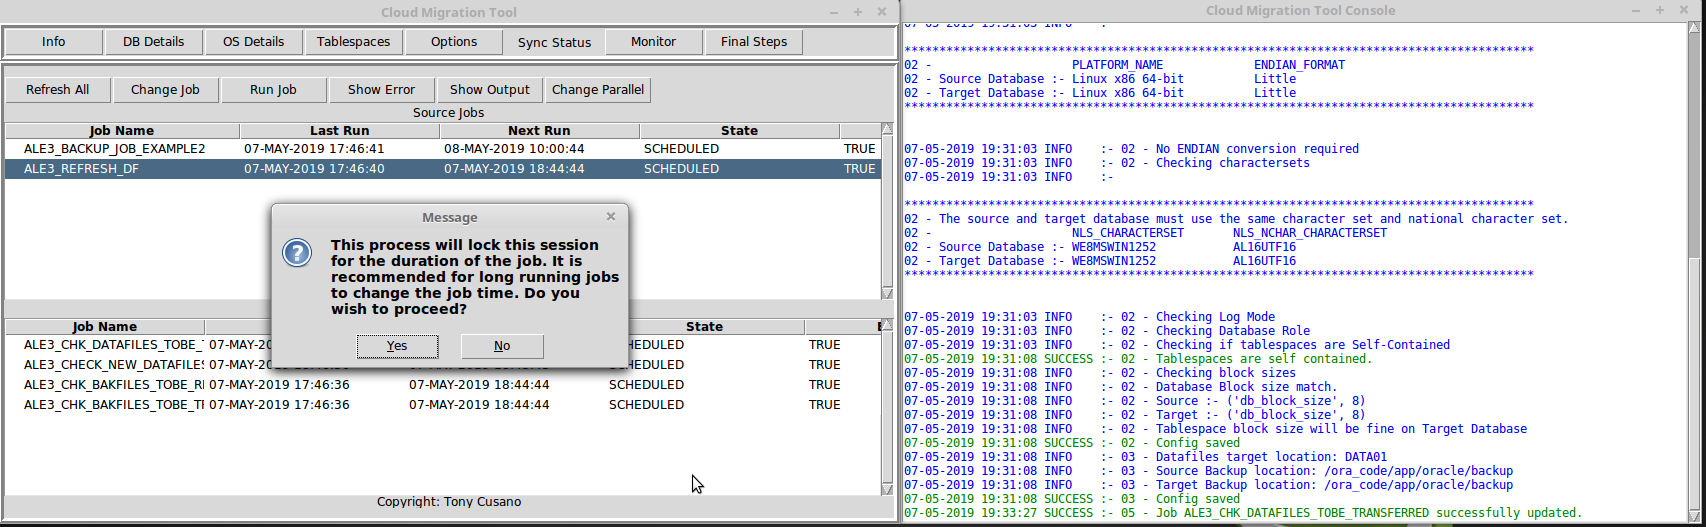 Cloud Migration Tool
Info DB Details OS Details Tablespaces Options Sync Status Monitor Final Steps
Refresh All Change Job Run Job Show Error Show Output Change Parallel
Source Jobs
Job Name Last Run Next Run State
ALE3_BACKUP_JOB_EXAMPLE2 07-MAY-2019 17:46:41 08-MAY-2019 10:00:44 SCHEDULED TRUE
ALE3_REFRESH_DF 07-MAY-2019 17:46:40 07-MAY-2019 18:44:44 SCHEDULED TRUE
Message
This process will lock this session
for the duration of the job. It is
recommended for long running jobs
to change the job time. Do you
wish to proceed?
Yes No
Job Name State
ALE3_CHK_DATAFILES_TOBE_ 07-MAY-20 HEDULED TRUE
ALE3_CHECK_NEW_DATAFILES 07-MAY-20 SCHEDULED TRUE
ALE3_CHK_BAKFILES_TOBE_RI 07-MAY-2019 17:46:36 07-MAY-2019 18:44:44 SCHEDULED TRUE
ALE3_CHK_BAKFILES_TOBE_TI 07-MAY-2019 17:46:36 07-MAY-2019 18:44:44 SCHEDULED TRUE
Copyright: Tony Cusano
Cloud Migration Tool Console
07-05-2019 19:31:03 INFO :-
******************************************************************************************
02 - PLATFORM_NAME ENDIAN_FORMAT
02 - Source Database :- Linux x86 64-bit Little
02 - Target Database :- Linux x86 64-bit Little
******************************************************************************************
07-05-2019 19:31:03 INFO :- 02 - No ENDIAN conversion required
07-05-2019 19:31:03 INFO :- 02 - Checking charactersets
07-05-2019 19:31:03 INFO :-
******************************************************************************************
02 - The source and target database must use the same character set and national character set.
02 - NLS_CHARACTERSET NLS_NCHAR_CHARACTERSET
02 - Source Database :- WE8MSWIN1252 AL16UTF16
02 - Target Database :- WE8MSWIN1252 AL16UTF16
******************************************************************************************
07-05-2019 19:31:03 INFO :- 02 - Checking Log Mode
07-05-2019 19:31:03 INFO :- 02 - Checking Database Role
07-05-2019 19:31:03 INFO :- 02 - Checking if tablespaces are Self-Contained
07-05-2019 19:31:08 SUCCESS :- 02 - Tablespaces are self contained.
07-05-2019 19:31:08 INFO :- 02 - Checking block sizes
07-05-2019 19:31:08 INFO :- 02 - Database Block size match.
07-05-2019 19:31:08 INFO :- 02 - Source :- ('db_block_size', 8)
07-05-2019 19:31:08 INFO :- 02 - Target :- ('db_block_size', 8)
07-05-2019 19:31:08 INFO :- 02 - Tablespace block size will be fine on Target Database
07-05-2019 19:31:08 SUCCESS :- 02 - Config saved
07-05-2019 19:31:08 INFO :- 03 - Datafiles target location: DATA01
07-05-2019 19:31:08 INFO :- 03 - Source Backup location: /ora_code/app/oracle/backup
07-05-2019 19:31:08 INFO :- 03 - Target Backup location: /ora_code/app/oracle/backup
07-05-2019 19:31:08 SUCCESS :- 03 - Config saved
07-05-2019 19:33:27 SUCCESS :- 05 - Job ALE3_CHK_DATAFILES_TOBE_TRANSFERRED successfully updated.